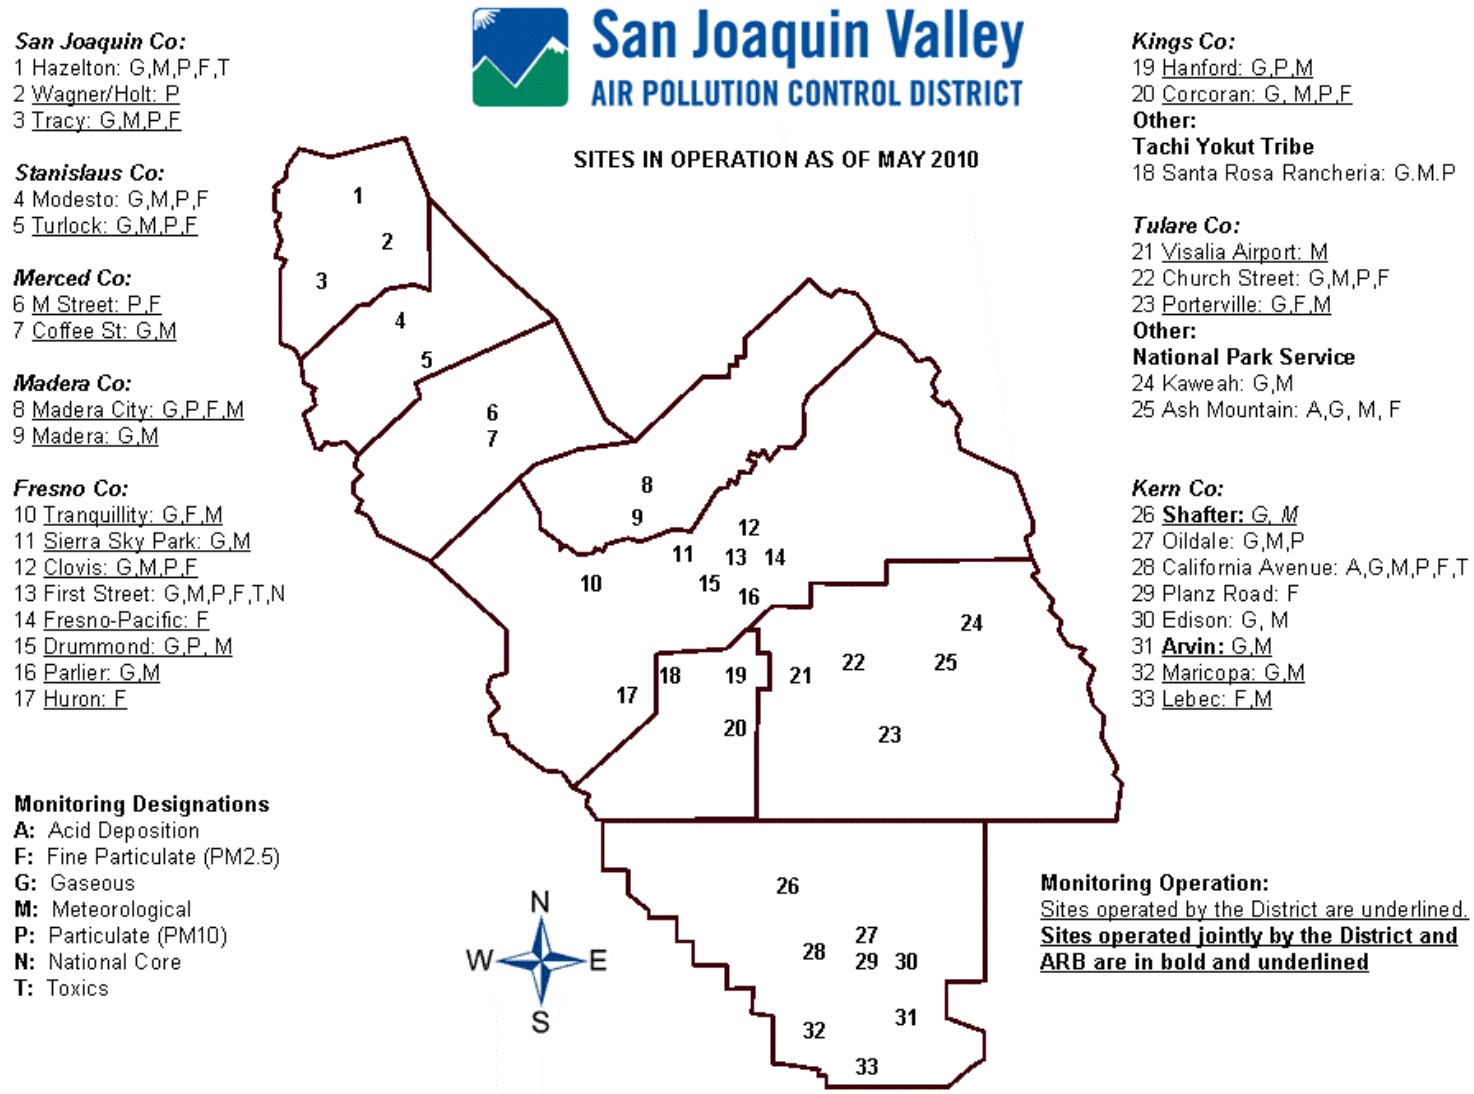 San Joaquin Valley
AIR POLLUTION CONTROL DISTRICT
SITES IN OPERATION AS OF MAY 2010
San Joaquin Co:
1 Hazelton: G,M,P,F,T
2 Wagner/Holt: P
3 Tracy: G,M,P,F
Stanislaus Co:
4 Modesto: G,M,P,F
5 Turlock: G,M,P,F
Merced Co:
6 M Street: P,F
7 Coffee St: G,M
Madera Co:
8 Madera City: G,P,F,M
9 Madera: G,M
Fresno Co:
10 Tranquillity: G,F,M
11 Sierra Sky Park: G,M
12 Clovis: G,M,P,F
13 First Street: G,M,P,F,T,N
14 Fresno-Pacific: F
15 Drummond: G,P, M
16 Parlier: G,M
17 Huron: F
Monitoring Designations
A: Acid Deposition
F: Fine Particulate (PM2.5)
G: Gaseous
M: Meteorological
P: Particulate (PM10)
N: National Core
T: Toxics
1
2
3
4
5
6
7
8
9
12
11
13
14
10
15
16
24
22
25
18
19
21
17
20
23
26
27
28
29
30
31
32
33
N
W
E
S
Kings Co:
19 Hanford: G,P,M
20 Corcoran: G, M,P,F
Other:
Tachi Yokut Tribe
18 Santa Rosa Rancheria: G.M.P
Tulare Co:
21 Visalia Airport: M
22 Church Street: G,M,P,F
23 Porterville: G,F,M
Other:
National Park Service
24 Kaweah: G,M
25 Ash Mountain: A,G, M, F
Kern Co:
26 Shafter: G, M
27 Oildale: G,M,P
28 California Avenue: A,G,M,P,F,T
29 Planz Road: F
30 Edison: G, M
31 Arvin: G,M
32 Maricopa: G,M
33 Lebec: F,M
Monitoring Operation:
Sites operated by the District are underlined.
Sites operated jointly by the District and
ARB are in bold and underlined